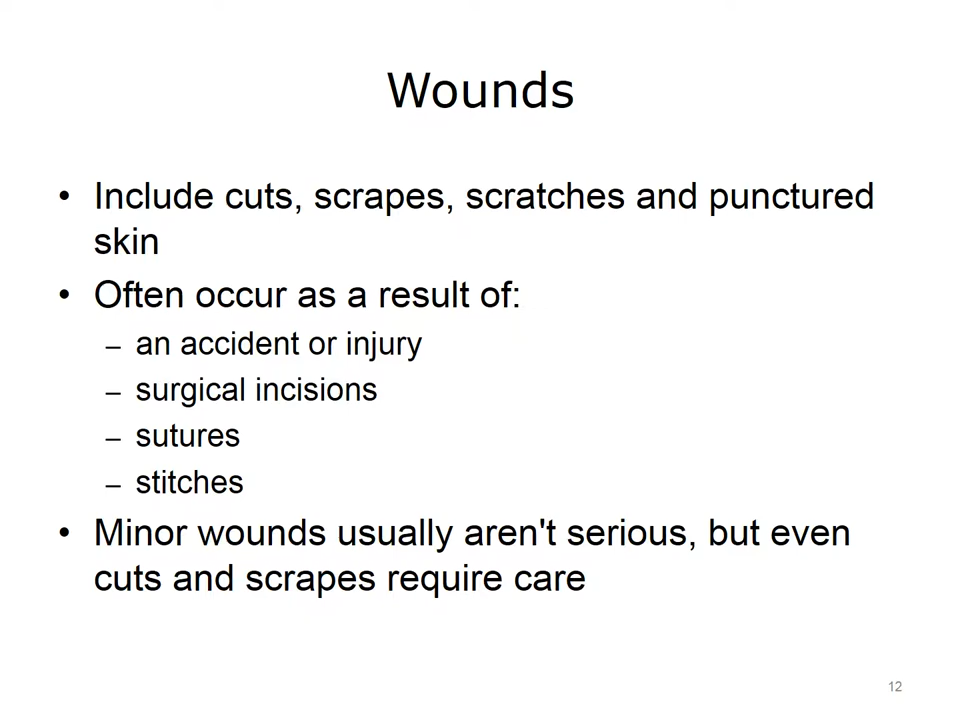 Wounds
• Include cuts, scrapes, scratches and punctured
skin
• Often occur as a result of:
– an accident or injury
– surgical incisions
– sutures
– stitches
• Minor wounds usually aren't serious, but even
cuts and scrapes require care
12